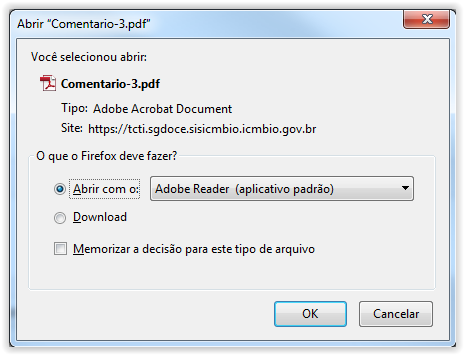 Abrir "Comentario-3.pdf"
Você selecionou abrir:
Comentario-3.pdf
Tipo: Adobe Acrobat Document
Site: https://tcti.sgdoce.sisicmbio.icmbio.gov.br
O que o Firefox deve fazer?
Abrir com o: Adobe Reader (aplicativo padrão)
Download
Memorizar a decisão para este tipo de arquivo
OK Cancelar